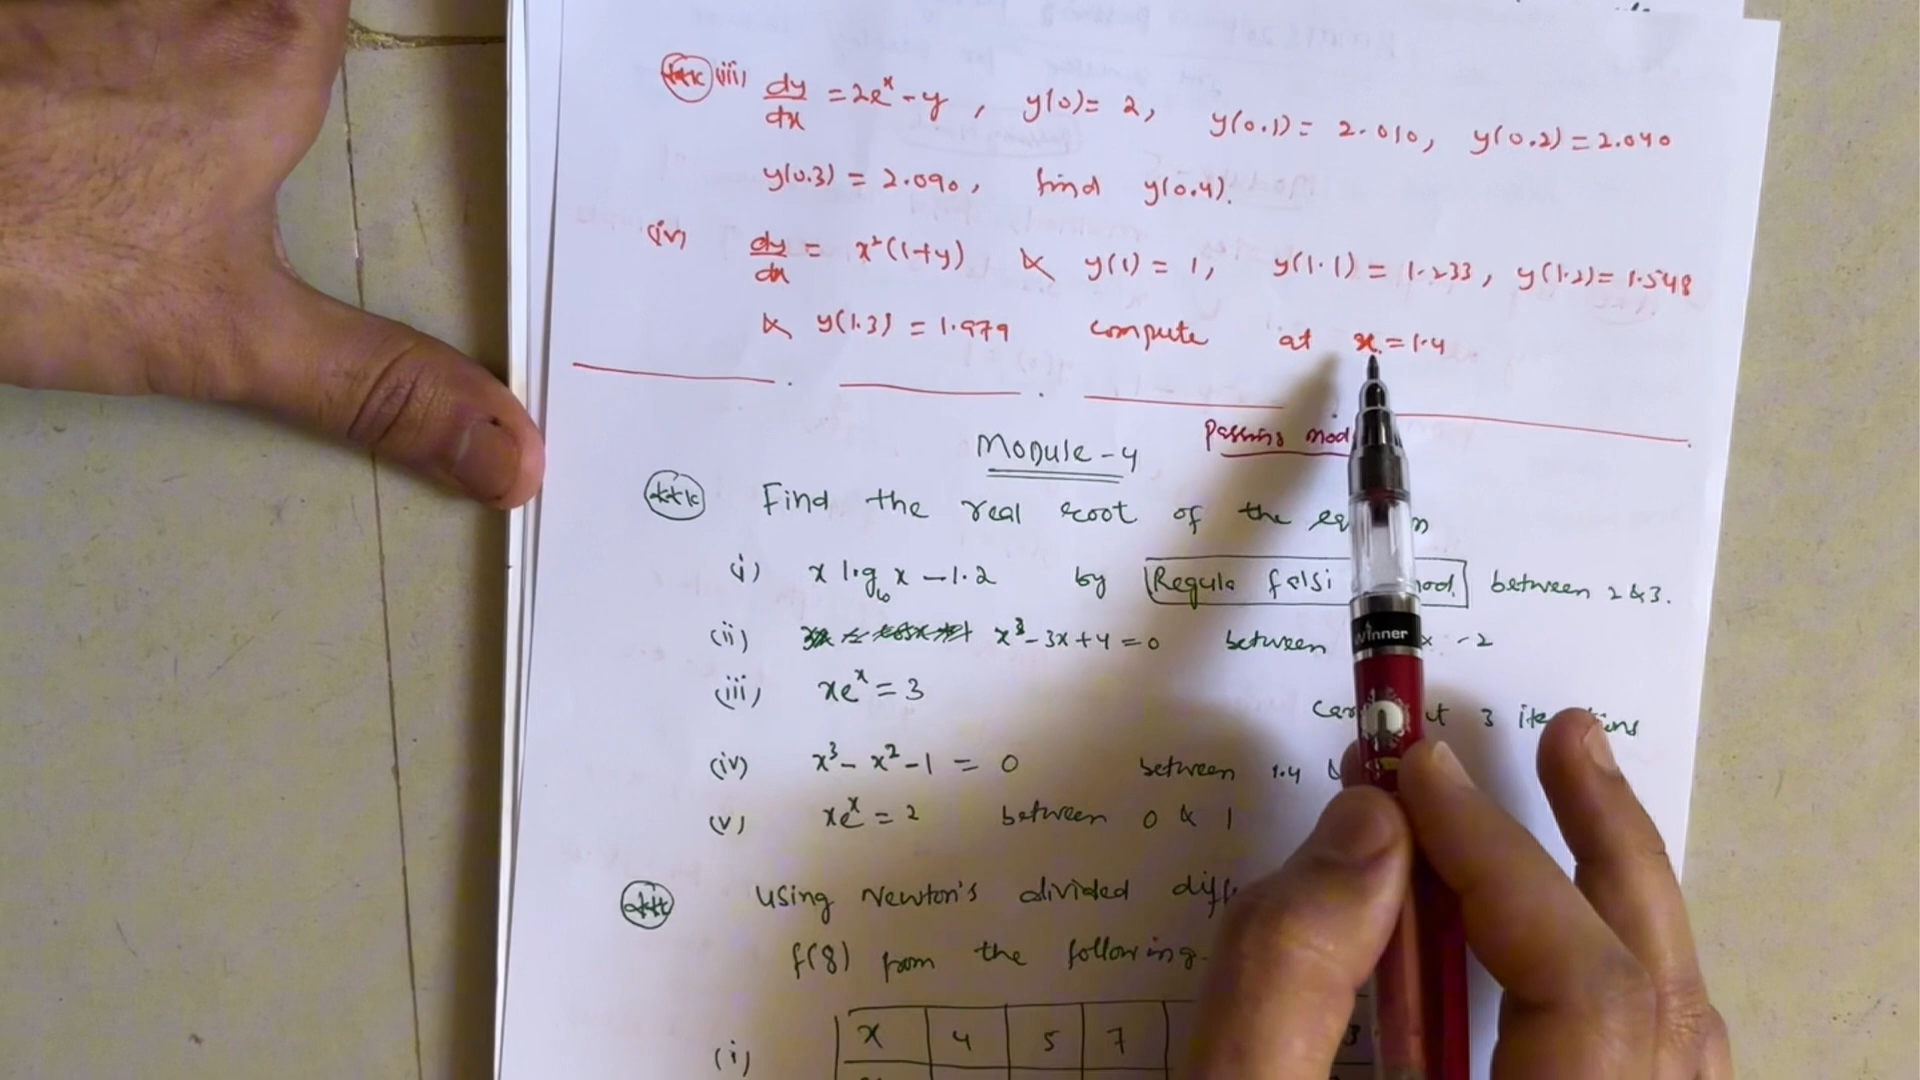 (iii) dy/dx = 2e^x - y , y(0) = 2, y(0.1) = 2.010, y(0.2) = 2.040
y(0.3) = 2.090, find y(0.4).
(iv) dy/dx = x²(1+y) & y(1) = 1, y(1.1) = 1.233, y(1.2) = 1.548
& y(1.3) = 1.979 compute at x = 1.4
Module-4 Passing
Find the real root of the
(i) x log₁₀ x - 1.2 by Regula falsi between 2 & 3.
(ii) x³ - 3x + 4 = 0 between -2
(iii) xe^x = 3 3
(iv) x³ - x² - 1 = 0 between 1.4
(v) xe^x = 2 between 0 & 1
Using Newton's divided
f(8) from the following.
(i) x 4 5 7
Winner